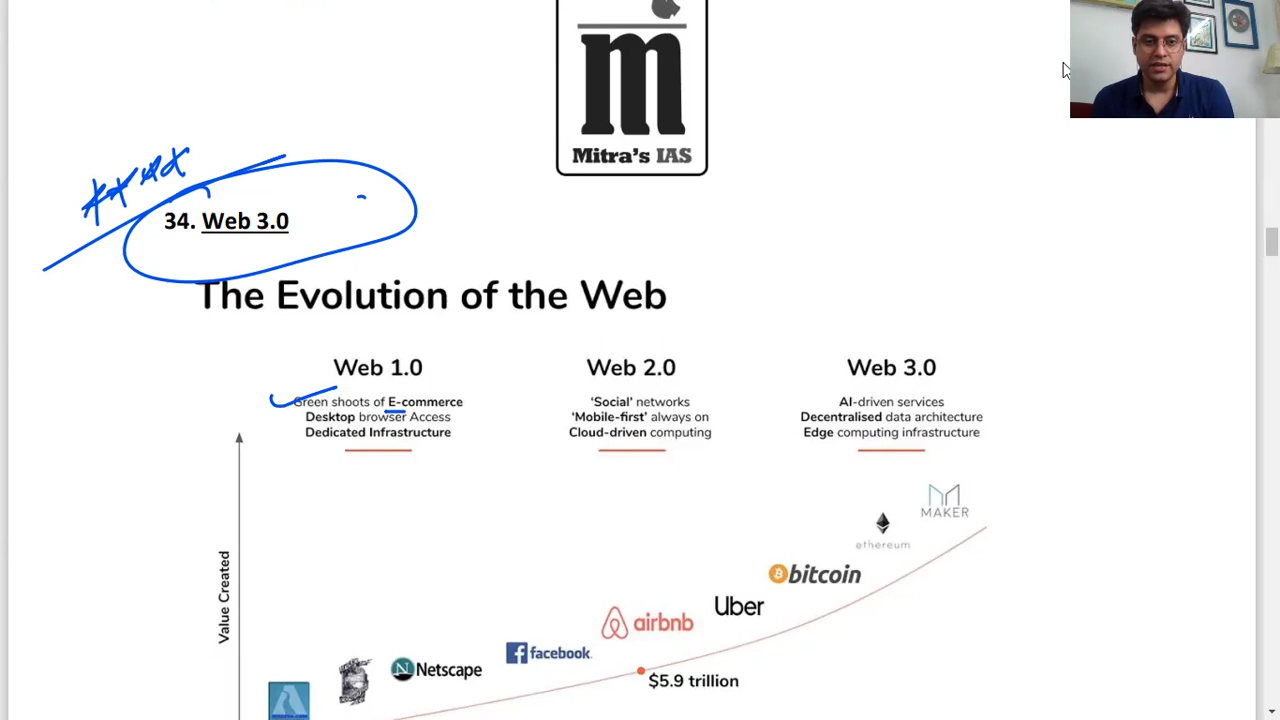 m
Mitra's IAS
34. Web 3.0
The Evolution of the Web
Web 1.0
Green shoots of E-commerce
Desktop browser Access
Dedicated Infrastructure
Web 2.0
'Social' networks
'Mobile-first' always on
Cloud-driven computing
Web 3.0
AI-driven services
Decentralised data architecture
Edge computing infrastructure
Value Created
MAKER
ethereum
bitcoin
Uber
airbnb
facebook.
Netscape
$5.9 trillion